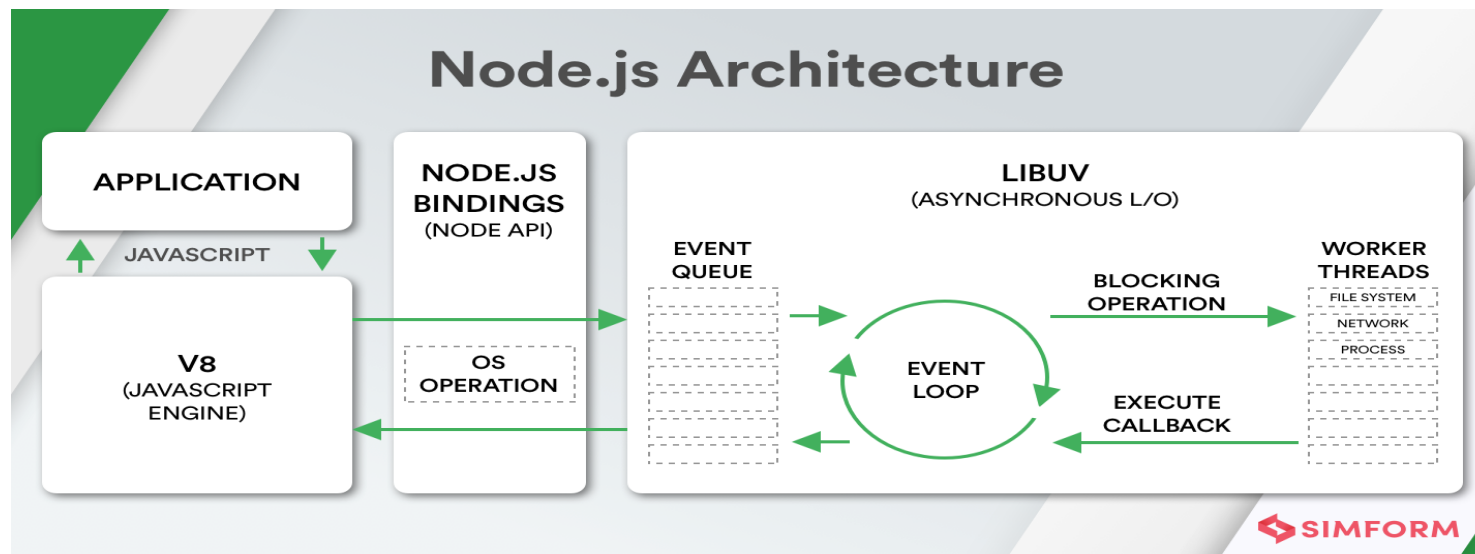 Node.js Architecture
APPLICATION
JAVASCRIPT
V8
(JAVASCRIPT
ENGINE)
NODE.JS
BINDINGS
(NODE API)
OS
OPERATION
LIBUV
(ASYNCHRONOUS L/O)
EVENT
QUEUE
EVENT
LOOP
BLOCKING
OPERATION
EXECUTE
CALLBACK
WORKER
THREADS
FILE SYSTEM
NETWORK
PROCESS
SIMFORM